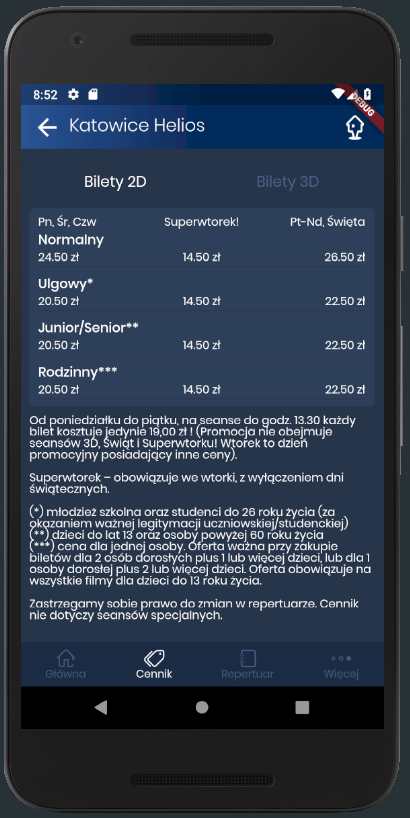 8:52
DEBUG
Katowice Helios
Bilety 2D Bilety 3D
Pn, Śr, Czw Superwtorek! Pt-Nd, Święta
Normalny
24.50 zł 14.50 zł 26.50 zł
Ulgowy*
20.50 zł 14.50 zł 22.50 zł
Junior/Senior**
20.50 zł 14.50 zł 22.50 zł
Rodzinny***
20.50 zł 14.50 zł 22.50 zł
Od poniedziałku do piątku, na seanse do godz. 13.30 każdy
bilet kosztuje jedynie 19,00 zł ! (Promocja nie obejmuje
seansów 3D, Świąt i Superwtorku! Wtorek to dzień
promocyjny posiadający inne ceny).
Superwtorek – obowiązuje we wtorki, z wyłączeniem dni
świątecznych.
(*) młodzież szkolna oraz studenci do 26 roku życia (za
okazaniem ważnej legitymacji uczniowskiej/studenckiej)
(**) dzieci do lat 13 oraz osoby powyżej 60 roku życia
(***) cena dla jednej osoby. Oferta ważna przy zakupie
biletów dla 2 osób dorosłych plus 1 lub więcej dzieci, lub dla 1
osoby dorosłej plus 2 lub więcej dzieci. Oferta obowiązuje na
wszystkie filmy dla dzieci do 13 roku życia.
Zastrzegamy sobie prawo do zmian w repertuarze. Cennik
nie dotyczy seansów specjalnych.
Główna Cennik Repertuar Więcej